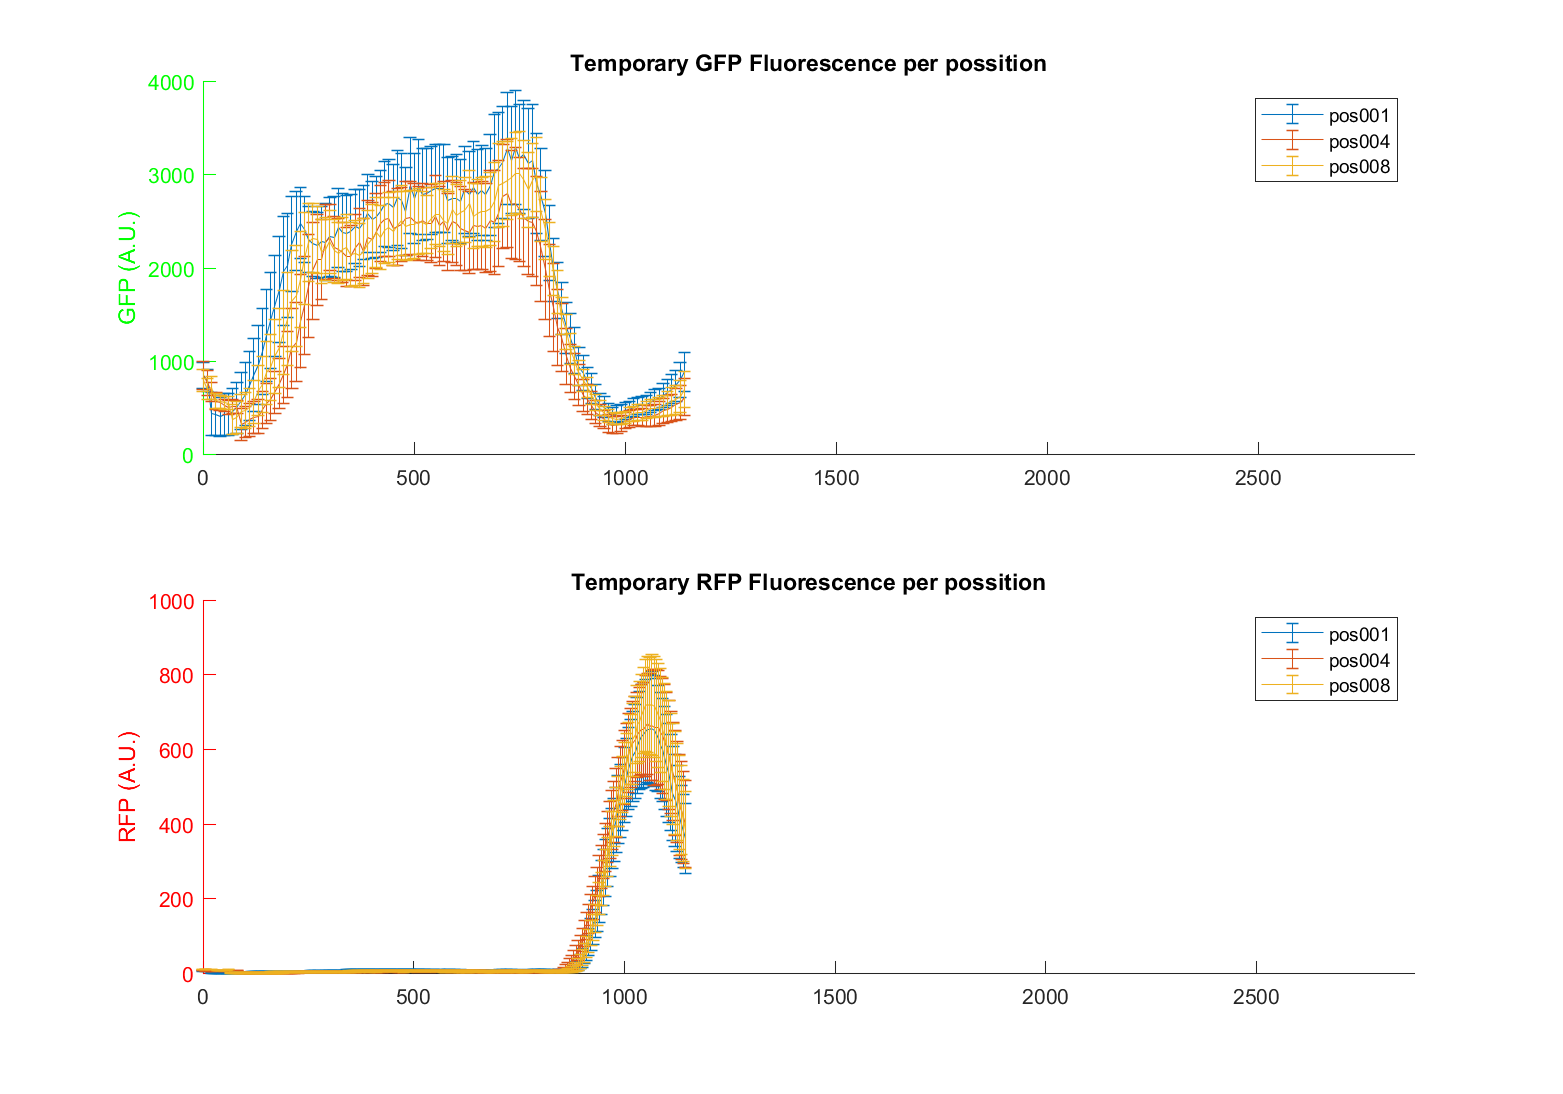 Temporary GFP Fluorescence per possition
GFP (A.U.)
4000
3000
2000
1000
0
0 500 1000 1500 2000 2500
pos001
pos004
pos008
Temporary RFP Fluorescence per possition
RFP (A.U.)
1000
800
600
400
200
0
0 500 1000 1500 2000 2500
pos001
pos004
pos008